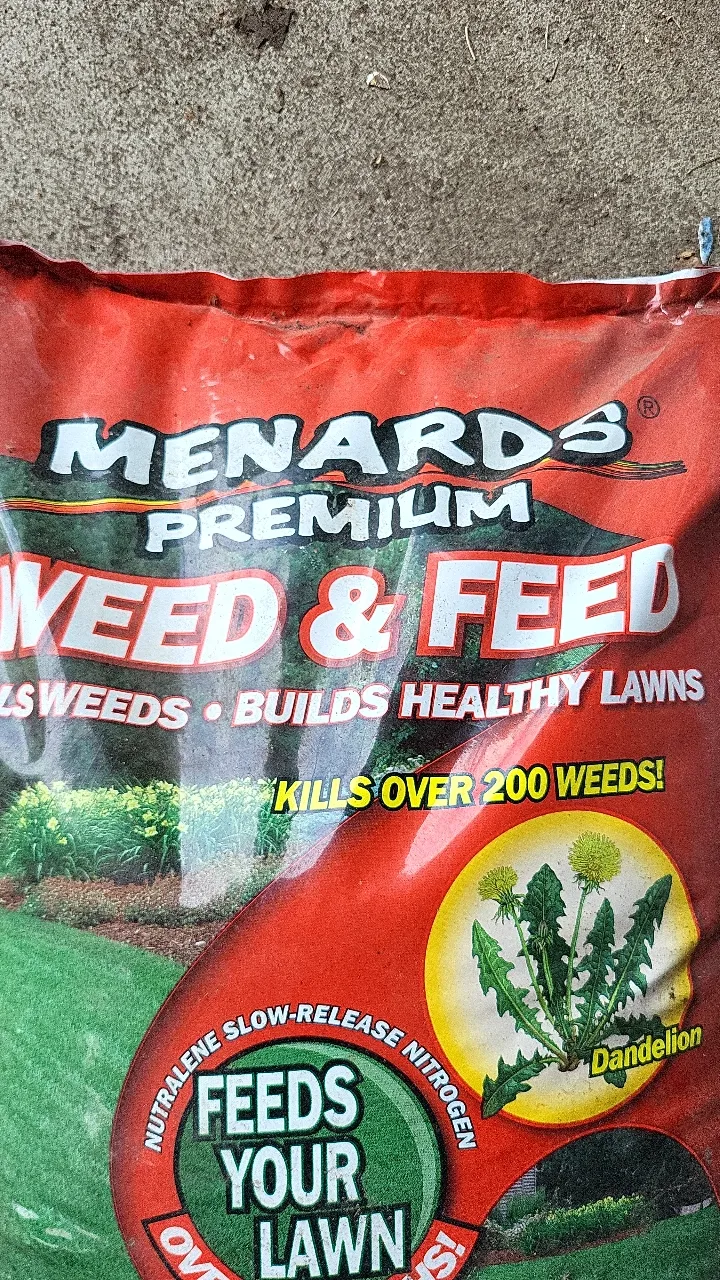 MENARDS®
PREMIUM
WEED & FEED
LS WEEDS • BUILDS HEALTHY LAWNS
KILLS OVER 200 WEEDS!
Dandelion
NUTRALENE SLOW-RELEASE NITROGEN
FEEDS
YOUR
LAWN